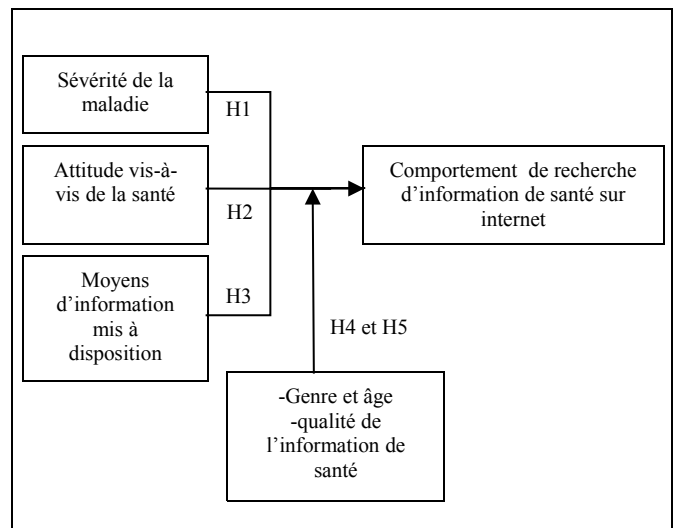 Sévérité de la
maladie
H1
Attitude vis-à-
vis de la santé
H2
Comportement de recherche
d’information de santé sur
internet
Moyens
d’information
mis à
disposition
H3
H4 et H5
-Genre et âge
-qualité de
l’information de
santé